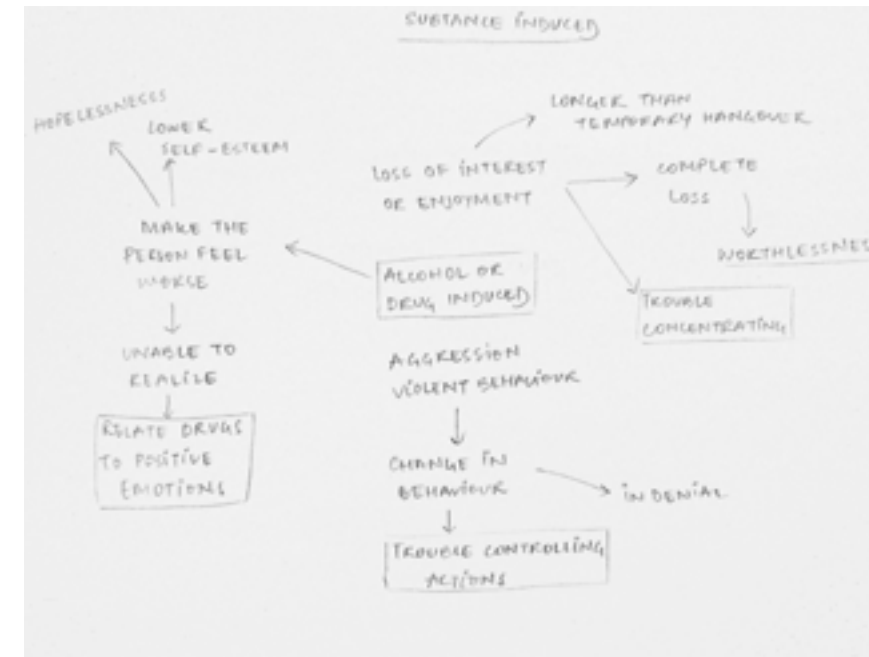 SUBTANCE INDUCED
HOPELESSNESS
LOWER
SELF-ESTEEM
MAKE THE
PERSON FEEL
WORSE
UNABLE TO
REALIZE
RELATE DRUGS
TO POSITIVE
EMOTIONS
LONGER THAN
TEMPORARY HANGOVER
LOSS OF INTEREST
OR ENJOYMENT
COMPLETE
LOSS
WORTHLESSNES
TROUBLE
CONCENTRATING
ALCOHOL OR
DRUG INDUCED
AGGRESSION
VIOLENT BEHAVIOUR
CHANGE IN
BEHAVIOUR
IN DENIAL
TROUBLE CONTROLLING
ACTIONS